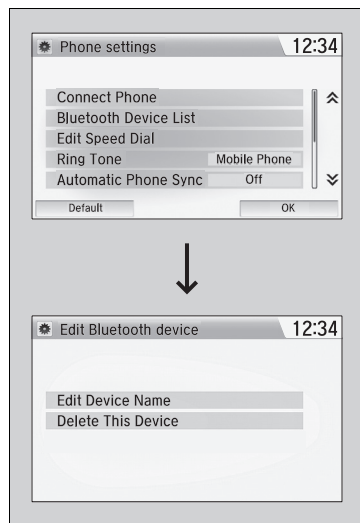 Phone settings 12:34
Connect Phone
Bluetooth Device List
Edit Speed Dial
Ring Tone Mobile Phone
Automatic Phone Sync Off
Default OK
Edit Bluetooth device 12:34
Edit Device Name
Delete This Device